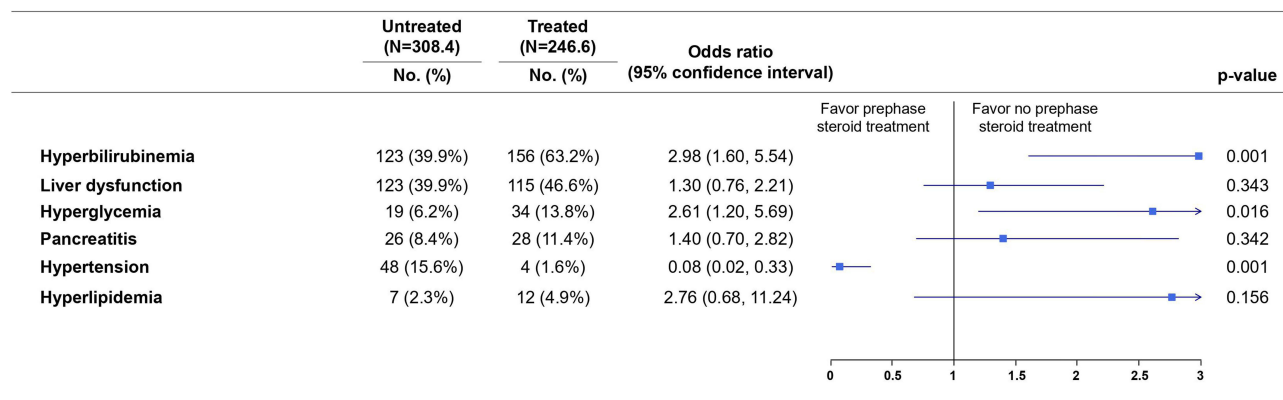 Untreated
(N=308.4)
Treated
(N=246.6)
Odds ratio
(95% confidence interval)
No. (%)
No. (%)
p-value
Favor prephase
steroid treatment
Favor no prephase
steroid treatment
Hyperbilirubinemia 123 (39.9%) 156 (63.2%) 2.98 (1.60, 5.54) 0.001
Liver dysfunction 123 (39.9%) 115 (46.6%) 1.30 (0.76, 2.21) 0.343
Hyperglycemia 19 (6.2%) 34 (13.8%) 2.61 (1.20, 5.69) 0.016
Pancreatitis 26 (8.4%) 28 (11.4%) 1.40 (0.70, 2.82) 0.342
Hypertension 48 (15.6%) 4 (1.6%) 0.08 (0.02, 0.33) 0.001
Hyperlipidemia 7 (2.3%) 12 (4.9%) 2.76 (0.68, 11.24) 0.156
0 0.5 1 1.5 2 2.5 3